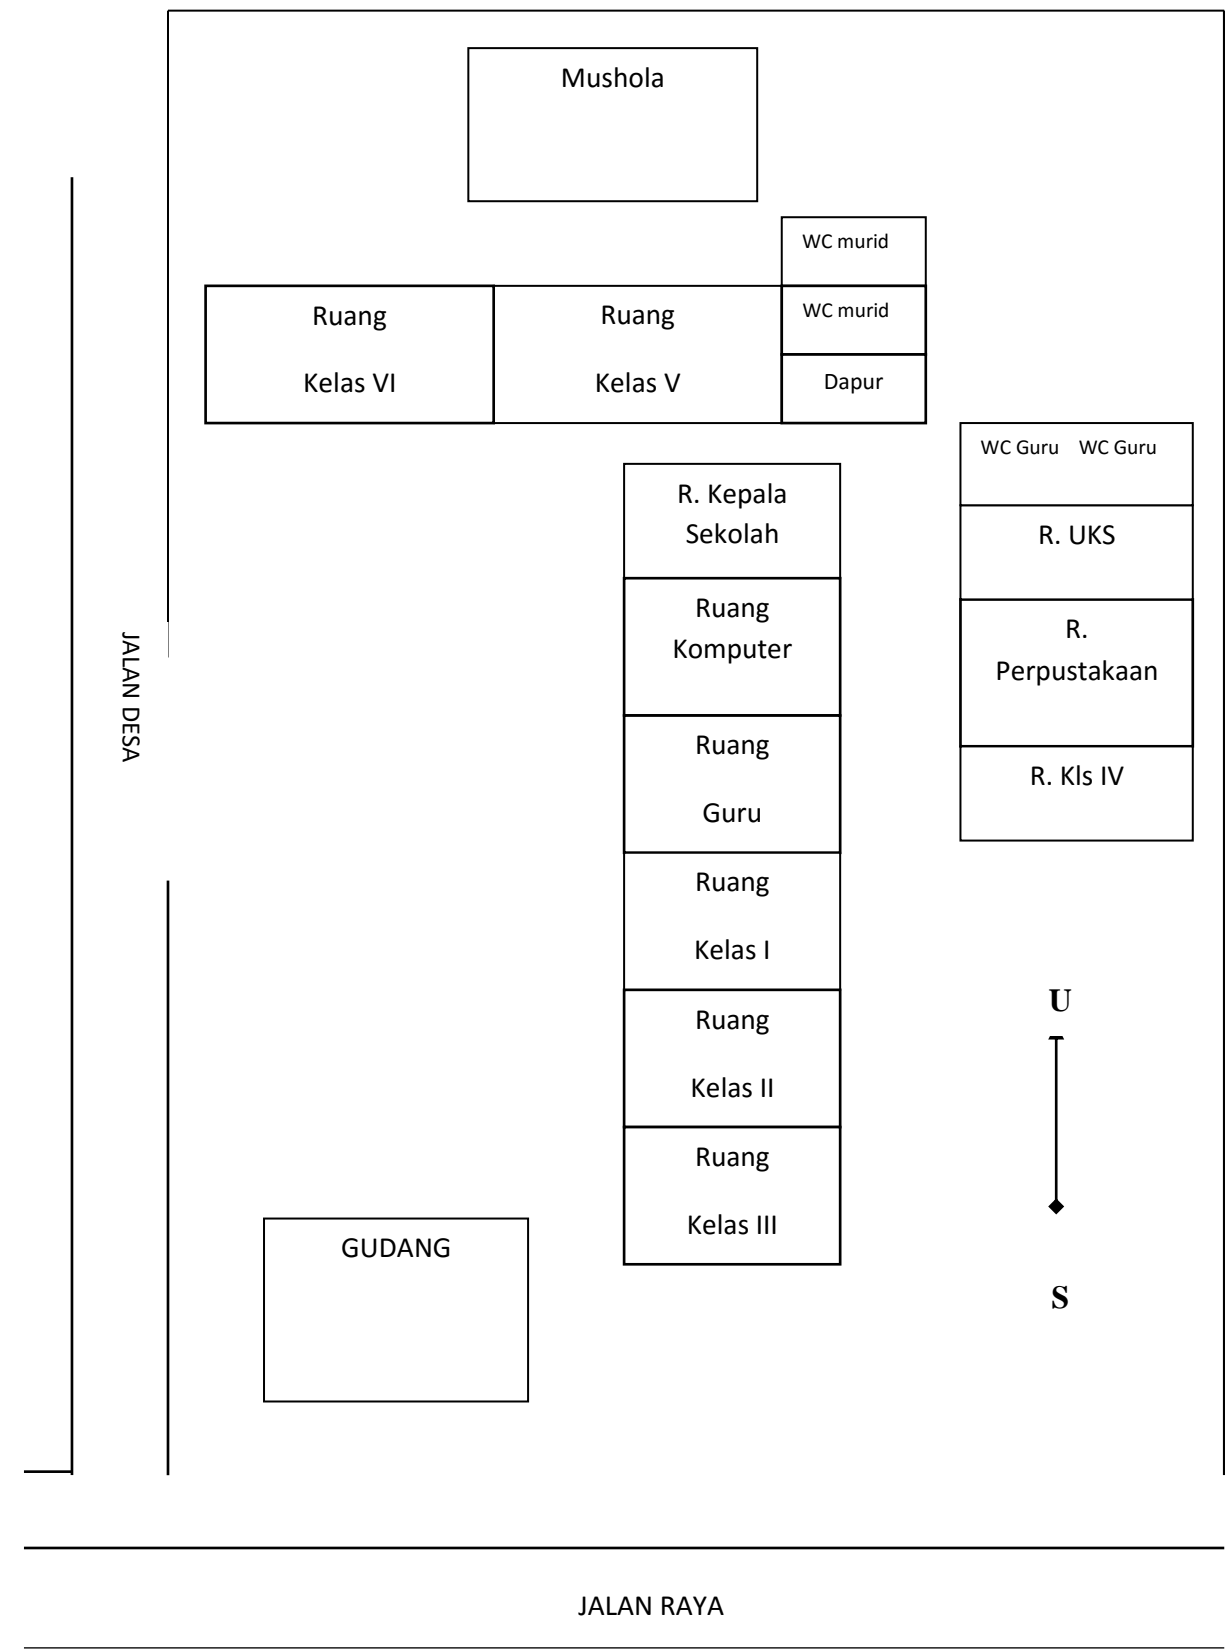 Mushola
WC murid
Ruang
Kelas VI
Ruang
Kelas V
WC murid
Dapur
WC Guru WC Guru
R. Kepala
Sekolah
R. UKS
Ruang
Komputer
R.
Perpustakaan
JALAN DESA
Ruang
Guru
R. Kls IV
Ruang
Kelas I
U
Ruang
Kelas II
Ruang
Kelas III
GUDANG
S
JALAN RAYA